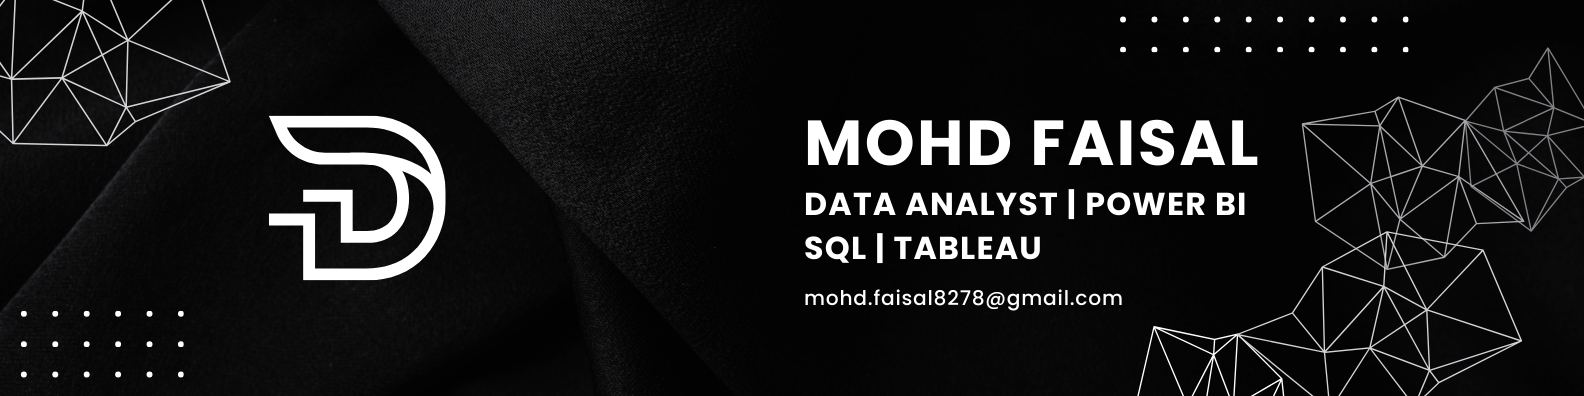 MOHD FAISAL
DATA ANALYST | POWER BI
SQL | TABLEAU
mohd.faisal8278@gmail.com